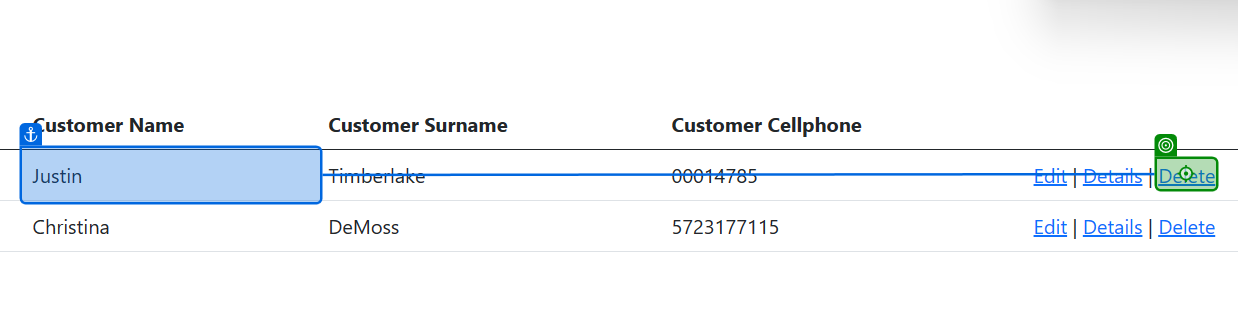 Customer Name Customer Surname Customer Cellphone
Justin Timberlake 00014785 Edit | Details | Delete
Christina DeMoss 5723177115 Edit | Details | Delete